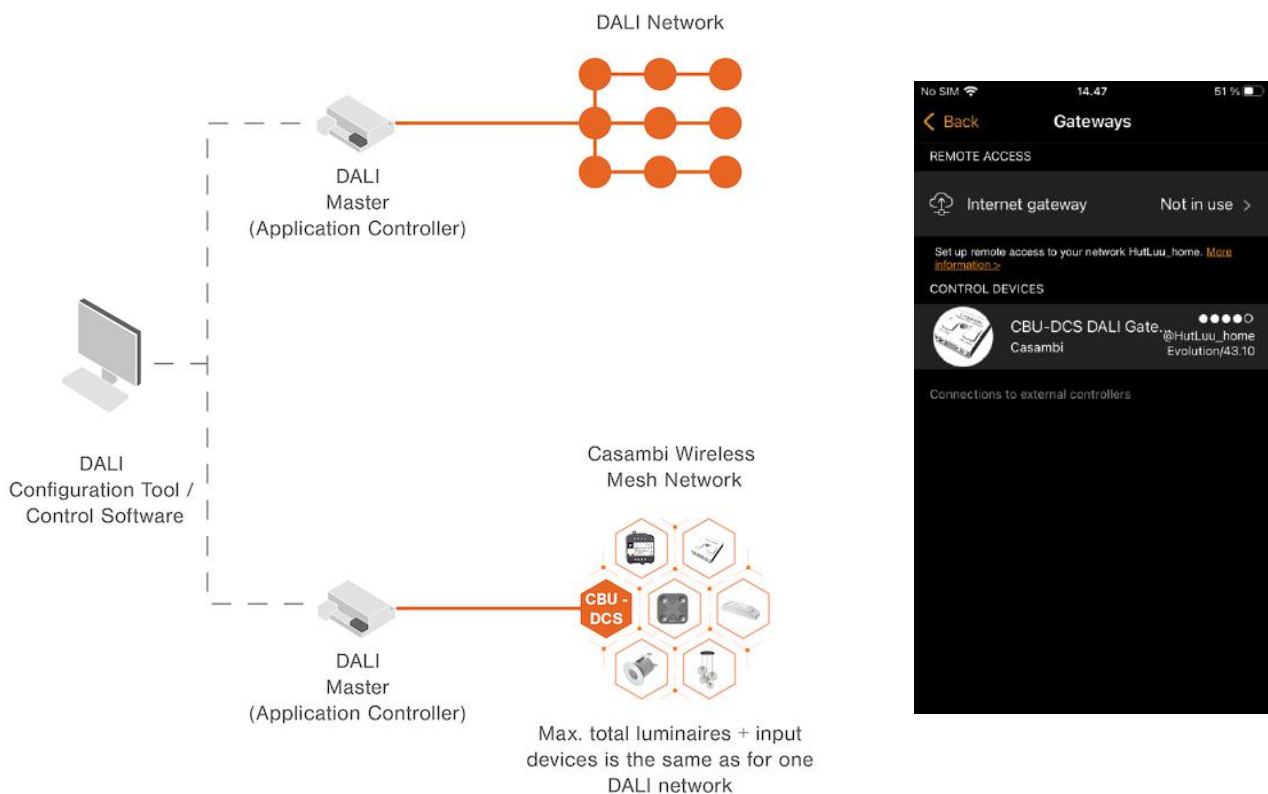 DALI Network
DALI
Master
(Application Controller)
DALI
Configuration Tool /
Control Software
Casambi Wireless
Mesh Network
CBU -
DCS
DALI
Master
(Application Controller)
Max. total luminaires + input
devices is the same as for one
DALI network
No SIM 14.47 51 %
Back Gateways
REMOTE ACCESS
Internet gateway Not in use >
Set up remote access to your network HutLuu_home. More
information >
CONTROL DEVICES
CBU-DCS DALI Gate...
@HutLuu_home
Casambi
Evolution/43.10
Connections to external controllers